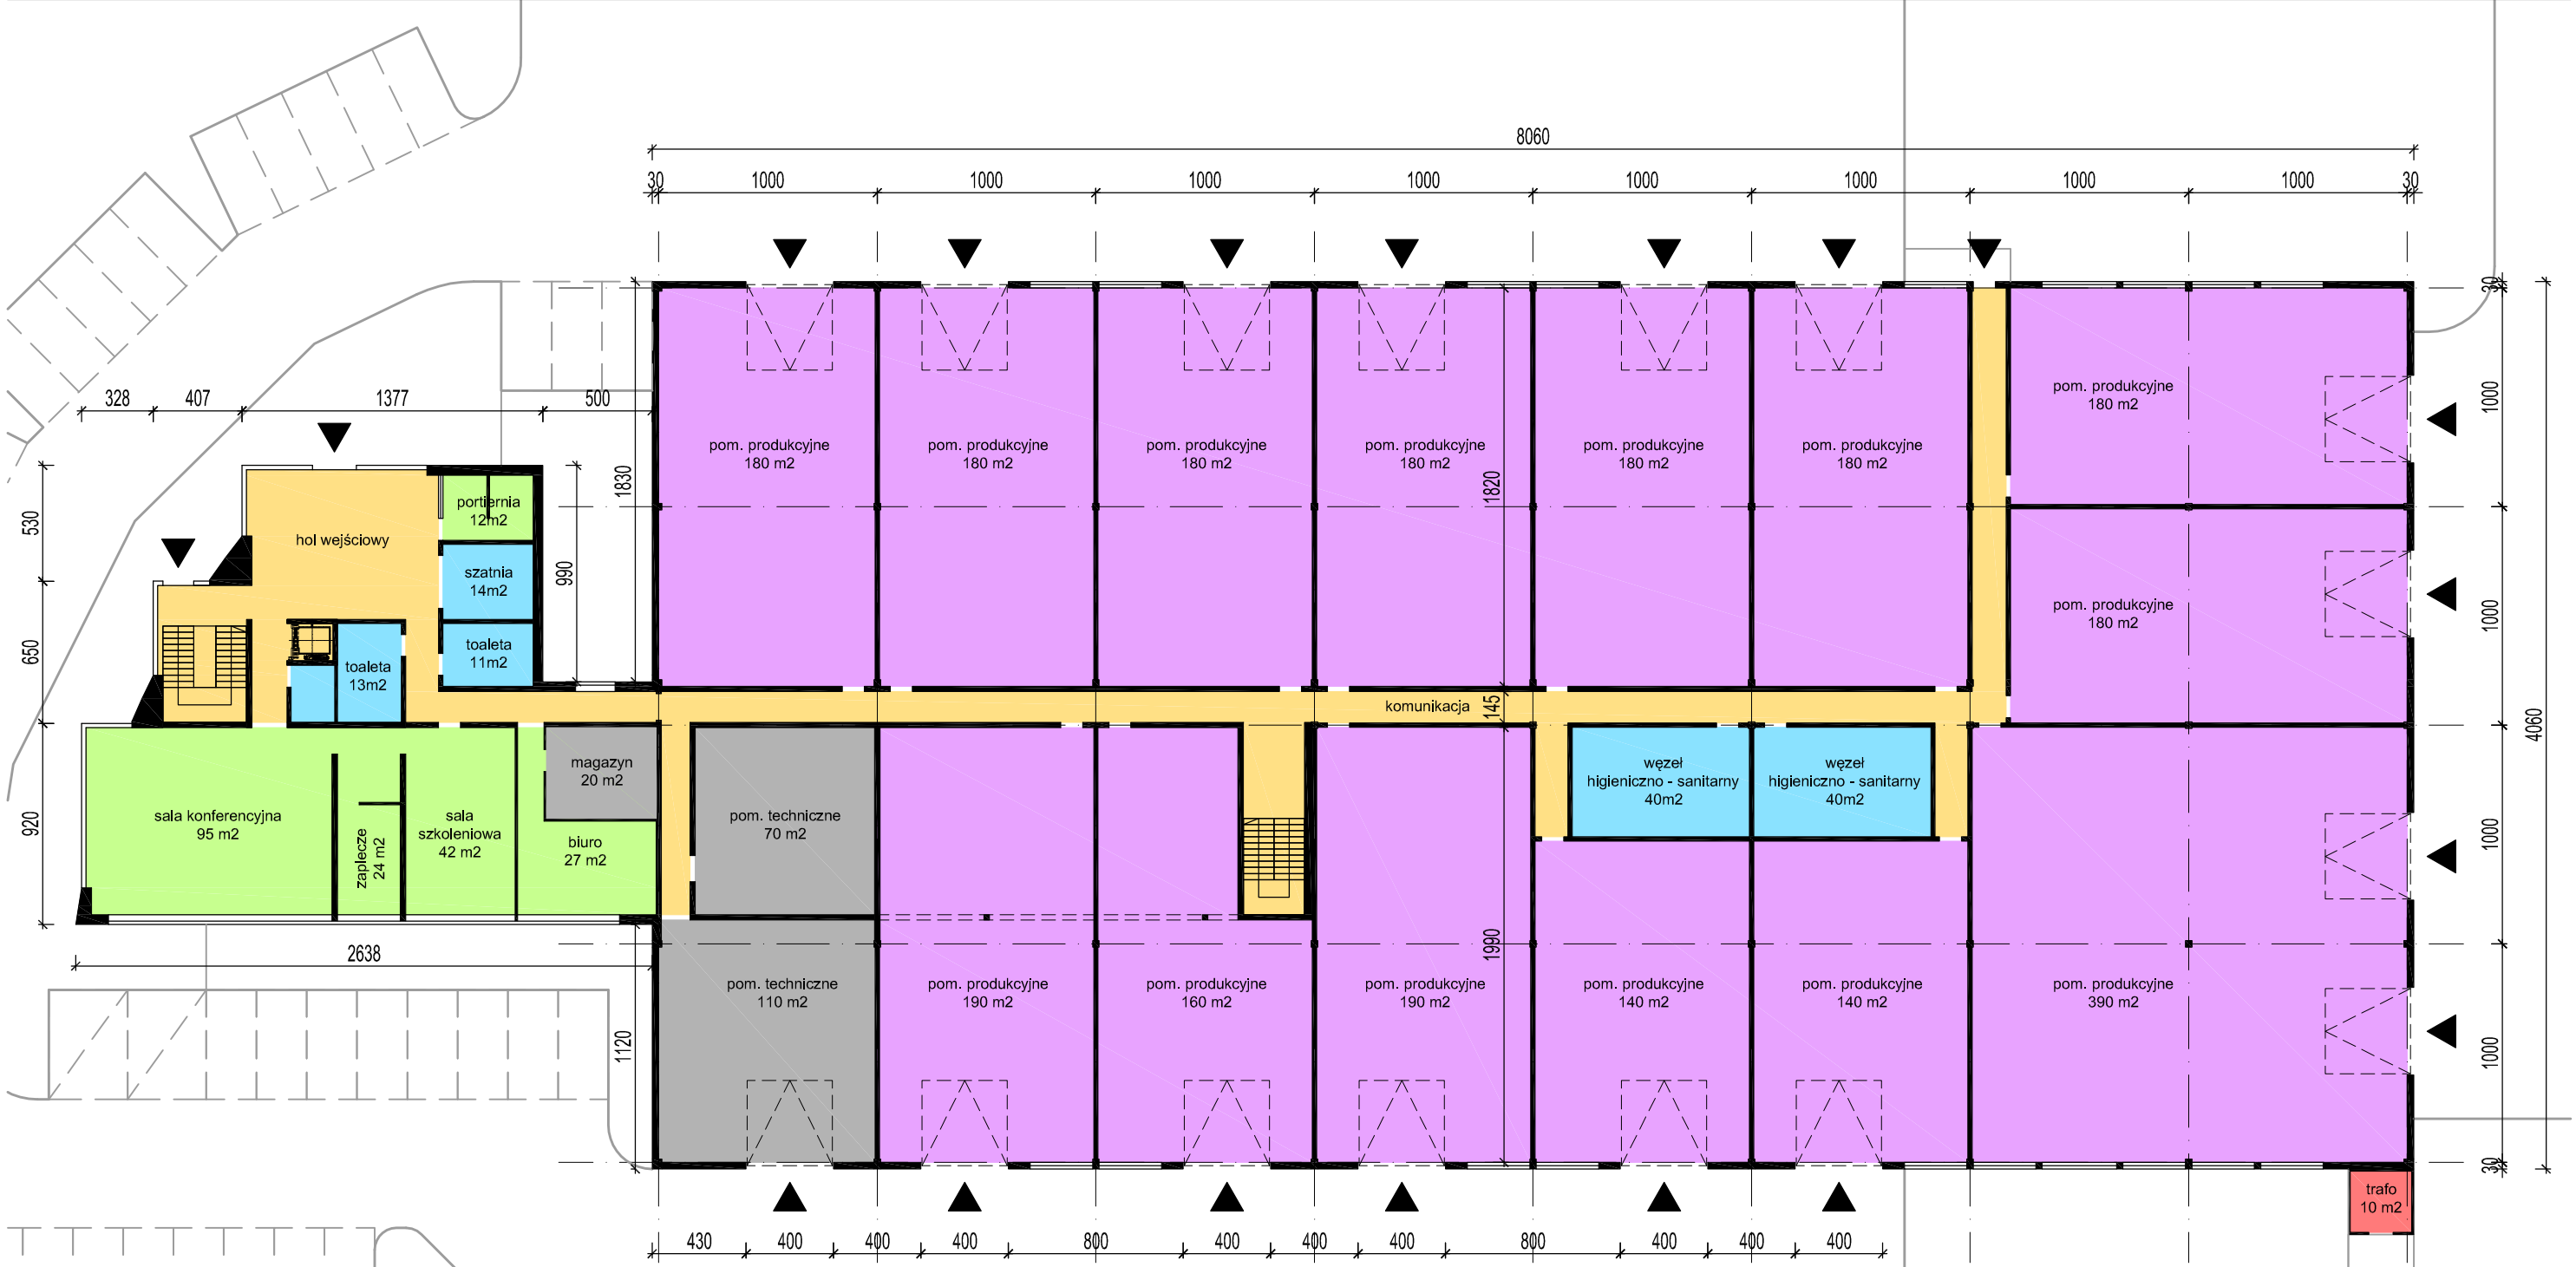 8060
30
1000
1000
1000
1000
1000
1000
1000
1000
30
328
407
1377
500
530
650
920
990
1830
1820
145
1990
1120
2638
30
1000
1000
1000
1000
30
4060
pom. produkcyjne
180 m2
pom. produkcyjne
180 m2
pom. produkcyjne
180 m2
pom. produkcyjne
180 m2
pom. produkcyjne
180 m2
pom. produkcyjne
180 m2
pom. produkcyjne
180 m2
pom. produkcyjne
180 m2
hol wejściowy
portiernia
12m2
szatnia
14m2
toaleta
11m2
toaleta
13m2
komunikacja
sala konferencyjna
95 m2
zaplecze
24 m2
sala
szkoleniowa
42 m2
magazyn
20 m2
biuro
27 m2
pom. techniczne
70 m2
węzeł
higieniczno - sanitarny
40m2
węzeł
higieniczno - sanitarny
40m2
pom. techniczne
110 m2
pom. produkcyjne
190 m2
pom. produkcyjne
160 m2
pom. produkcyjne
190 m2
pom. produkcyjne
140 m2
pom. produkcyjne
140 m2
pom. produkcyjne
390 m2
trafo
10 m2
430
400
400
400
800
400
400
400
800
400
400
400